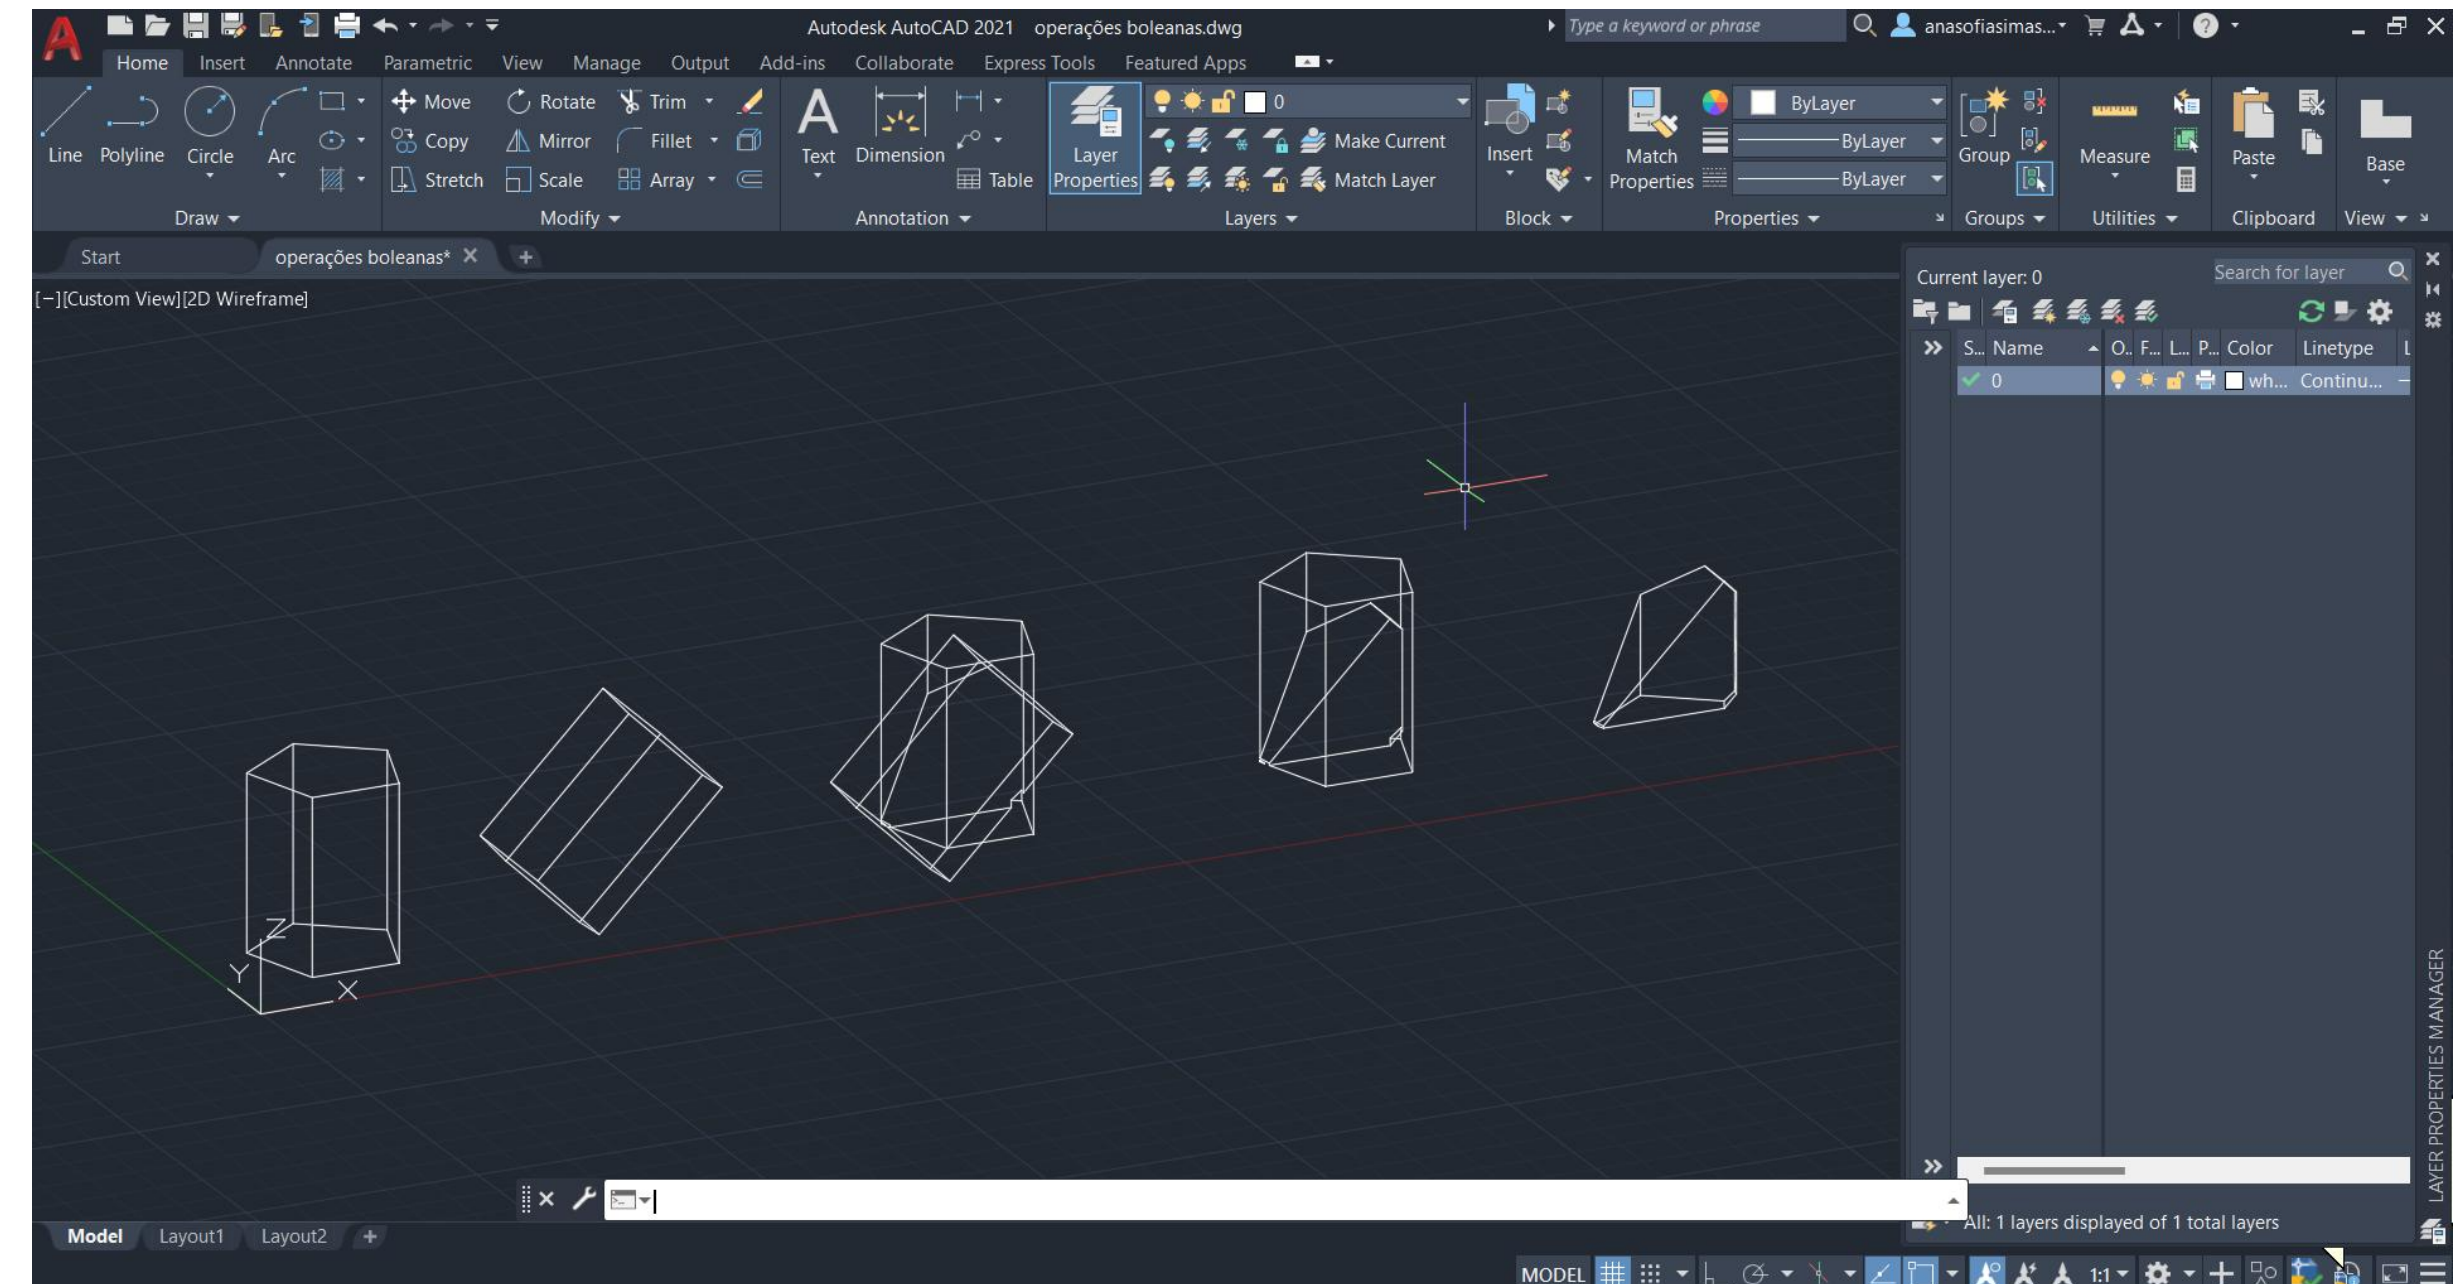 Autodesk AutoCAD 2021 operações boleanas.dwg
Type a keyword or phrase
anasofiasimas...
Home Insert Annotate Parametric View Manage Output Add-ins Collaborate Express Tools Featured Apps
Move Rotate Trim 0 ByLayer
Line Polyline Circle Arc Copy Mirror Fillet Text Dimension Layer Properties Make Current Insert Match Properties ByLayer Group Measure Paste Base
Stretch Scale Array Table Match Layer ByLayer
Draw Modify Annotation Layers Block Properties Groups Utilities Clipboard View
Start operações boleanas*
[−][Custom View][2D Wireframe]
Current layer: 0 Search for layer
S... Name O.. F... L... P... Color Linetype L
0 wh... Continu...
Z
Y
X
LAYER PROPERTIES MANAGER
All: 1 layers displayed of 1 total layers
Model Layout1 Layout2
MODEL 1:1